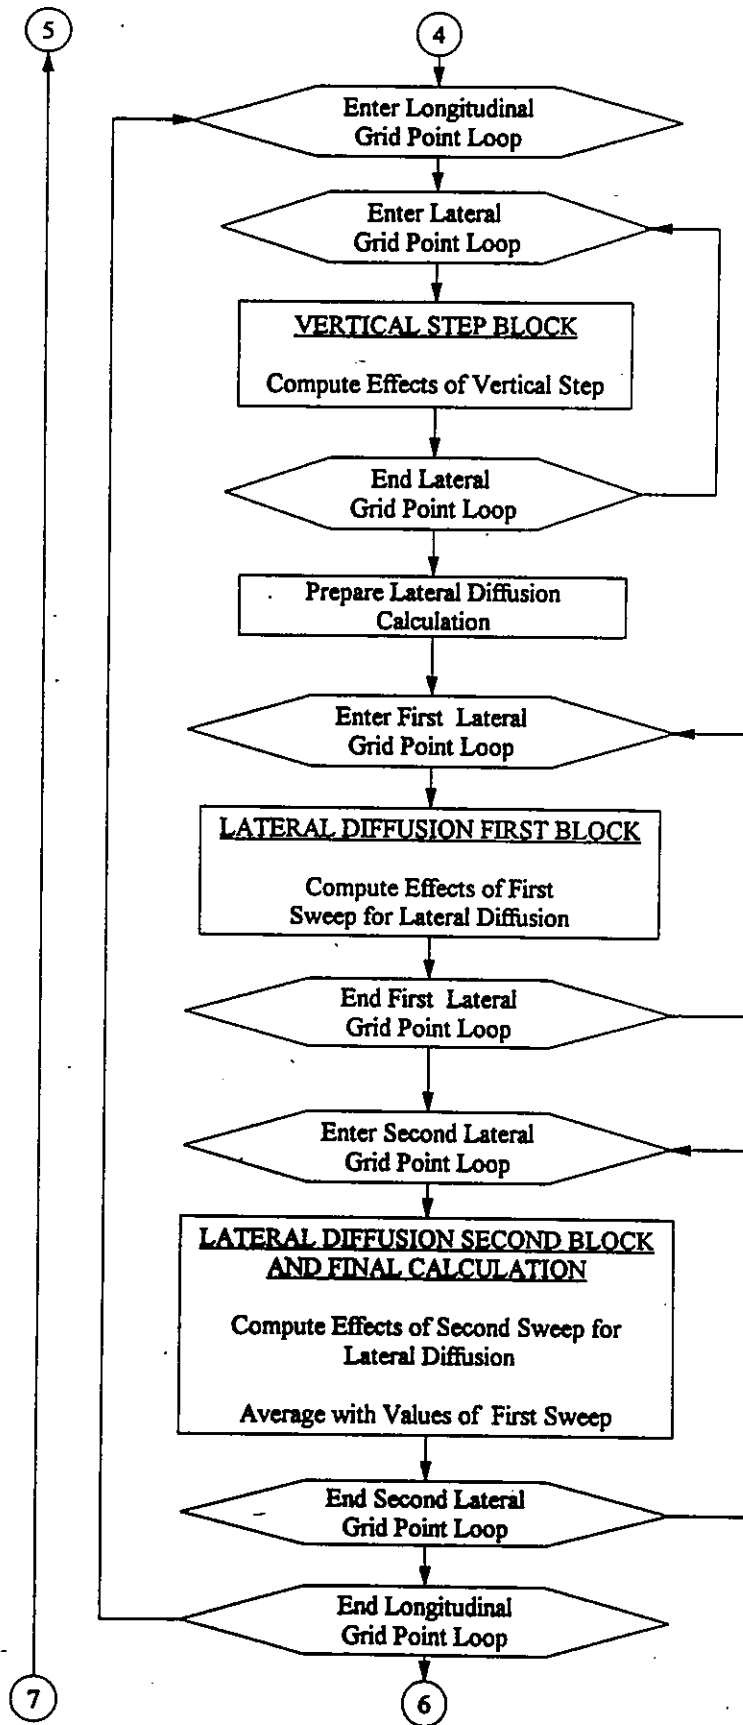 5
4
Enter Longitudinal
Grid Point Loop
Enter Lateral
Grid Point Loop
VERTICAL STEP BLOCK
Compute Effects of Vertical Step
End Lateral
Grid Point Loop
Prepare Lateral Diffusion
Calculation
Enter First Lateral
Grid Point Loop
LATERAL DIFFUSION FIRST BLOCK
Compute Effects of First
Sweep for Lateral Diffusion
End First Lateral
Grid Point Loop
Enter Second Lateral
Grid Point Loop
LATERAL DIFFUSION SECOND BLOCK
AND FINAL CALCULATION
Compute Effects of Second Sweep for
Lateral Diffusion
Average with Values of First Sweep
End Second Lateral
Grid Point Loop
End Longitudinal
Grid Point Loop
7
6